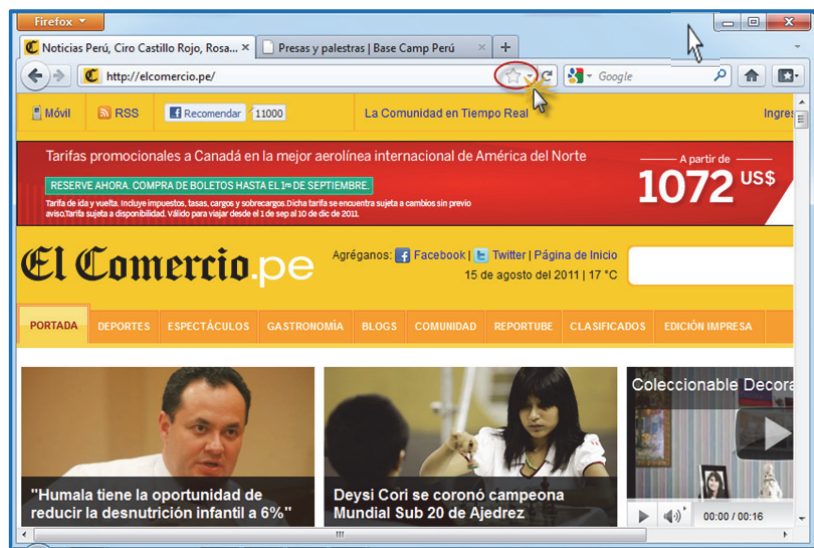 Firefox
Noticias Perú, Ciro Castillo Rojo, Rosa... ×
Presas y palestras | Base Camp Perú ×
http://elcomercio.pe/
Google
Móvil RSS Recomendar 11000 La Comunidad en Tiempo Real Ingre
Tarifas promocionales a Canadá en la mejor aerolínea internacional de América del Norte
RESERVE AHORA. COMPRA DE BOLETOS HASTA EL 1RO DE SEPTIEMBRE.
Tarifa de ida y vuelta. Incluye impuestos, tasas, cargos y sobrecargos. Dicha tarifa se encuentra sujeta a cambios sin previo
aviso. Tarifa sujeta a disponibilidad. Válido para viajar desde el 1 de sep al 10 de dic de 2011.
A partir de
1072 US$
El Comercio.pe
Agréganos: Facebook | Twitter | Página de Inicio
15 de agosto del 2011 | 17 °C
PORTADA DEPORTES ESPECTÁCULOS GASTRONOMÍA BLOGS COMUNIDAD REPORTUBE CLASIFICADOS EDICIÓN IMPRESA
"Humala tiene la oportunidad de
reducir la desnutrición infantil a 6%"
Deysi Cori se coronó campeona
Mundial Sub 20 de Ajedrez
Coleccionable Decora
00:00 / 00:16